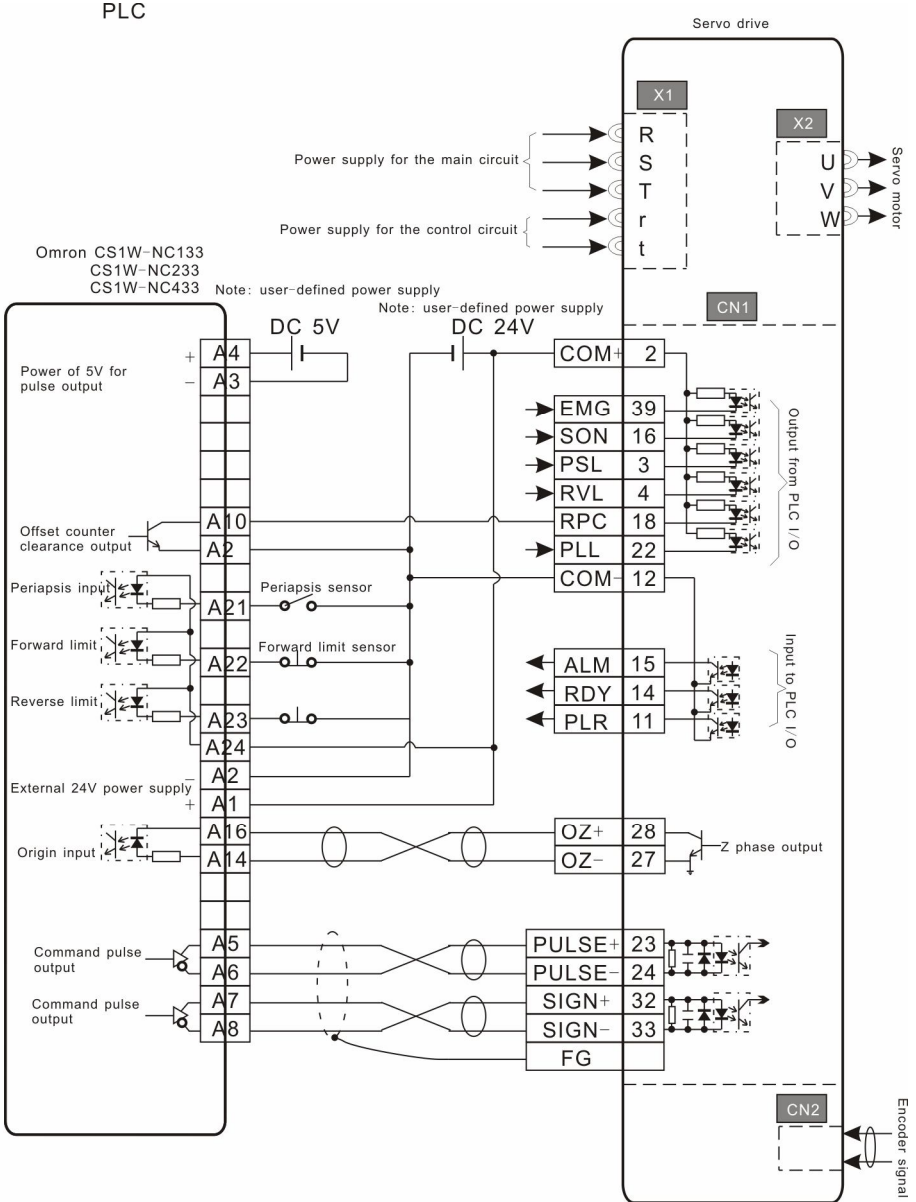 PLC
Servo drive
X1
X2
R
S
T
r
t
U
V
W
Servo motor
Power supply for the main circuit
Power supply for the control circuit
Omron CS1W-NC133
CS1W-NC233
CS1W-NC433
Note: user-defined power supply
Note: user-defined power supply
DC 5V
DC 24V
CN1
Power of 5V for
pulse output
+ A4
- A3
COM+ 2
EMG 39
SON 16
PSL 3
RVL 4
RPC 18
PLL 22
COM- 12
Output from PLC I/O
Offset counter
clearance output
A10
A2
Periapsis input
A21
Periapsis sensor
Forward limit
A22
Forward limit sensor
Reverse limit
A23
A24
ALM 15
RDY 14
PLR 11
Input to PLC I/O
External 24V power supply
- A2
+ A1
Origin input
A16
A14
OZ+ 28
OZ- 27
Z phase output
Command pulse
output
A5
A6
Command pulse
output
A7
A8
PULSE+ 23
PULSE- 24
SIGN+ 32
SIGN- 33
FG
CN2
Encoder signal